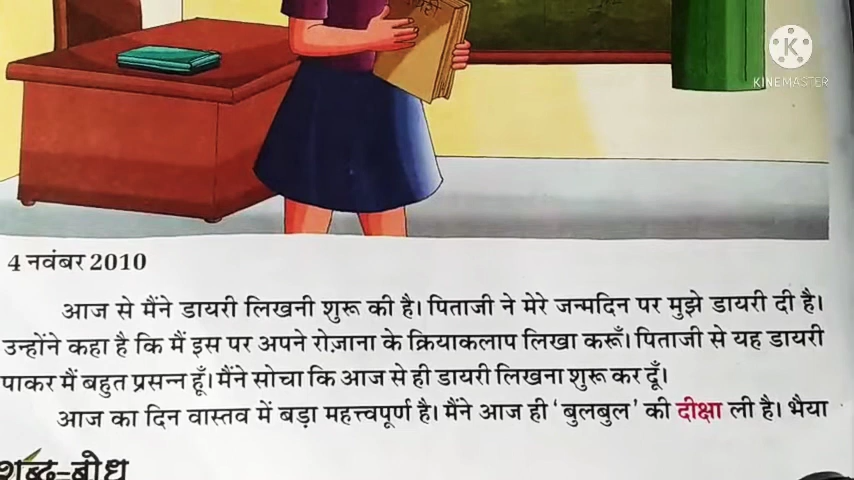 KINEMASTER
4 नवंबर 2010
आज से मैंने डायरी लिखनी शुरू की है। पिताजी ने मेरे जन्मदिन पर मुझे डायरी दी है।
उन्होंने कहा है कि मैं इस पर अपने रोज़ाना के क्रियाकलाप लिखा करूँ। पिताजी से यह डायरी
पाकर मैं बहुत प्रसन्न हूँ। मैंने सोचा कि आज से ही डायरी लिखना शुरू कर दूँ।
आज का दिन वास्तव में बड़ा महत्त्वपूर्ण है। मैंने आज ही ‘बुलबुल’ की दीक्षा ली है। भैया
शब्द-बोध